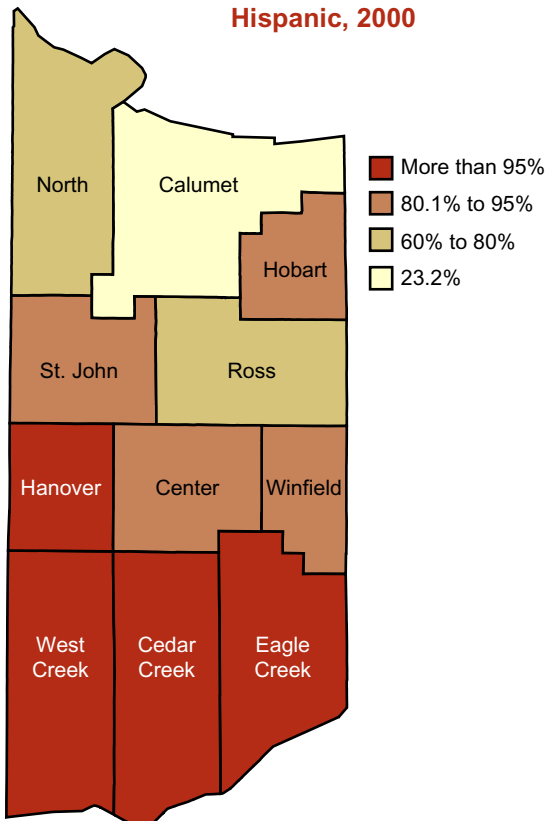 Hispanic, 2000
More than 95%
80.1% to 95%
60% to 80%
23.2%
North
Calumet
Hobart
St. John
Ross
Hanover
Center
Winfield
West
Creek
Cedar
Creek
Eagle
Creek